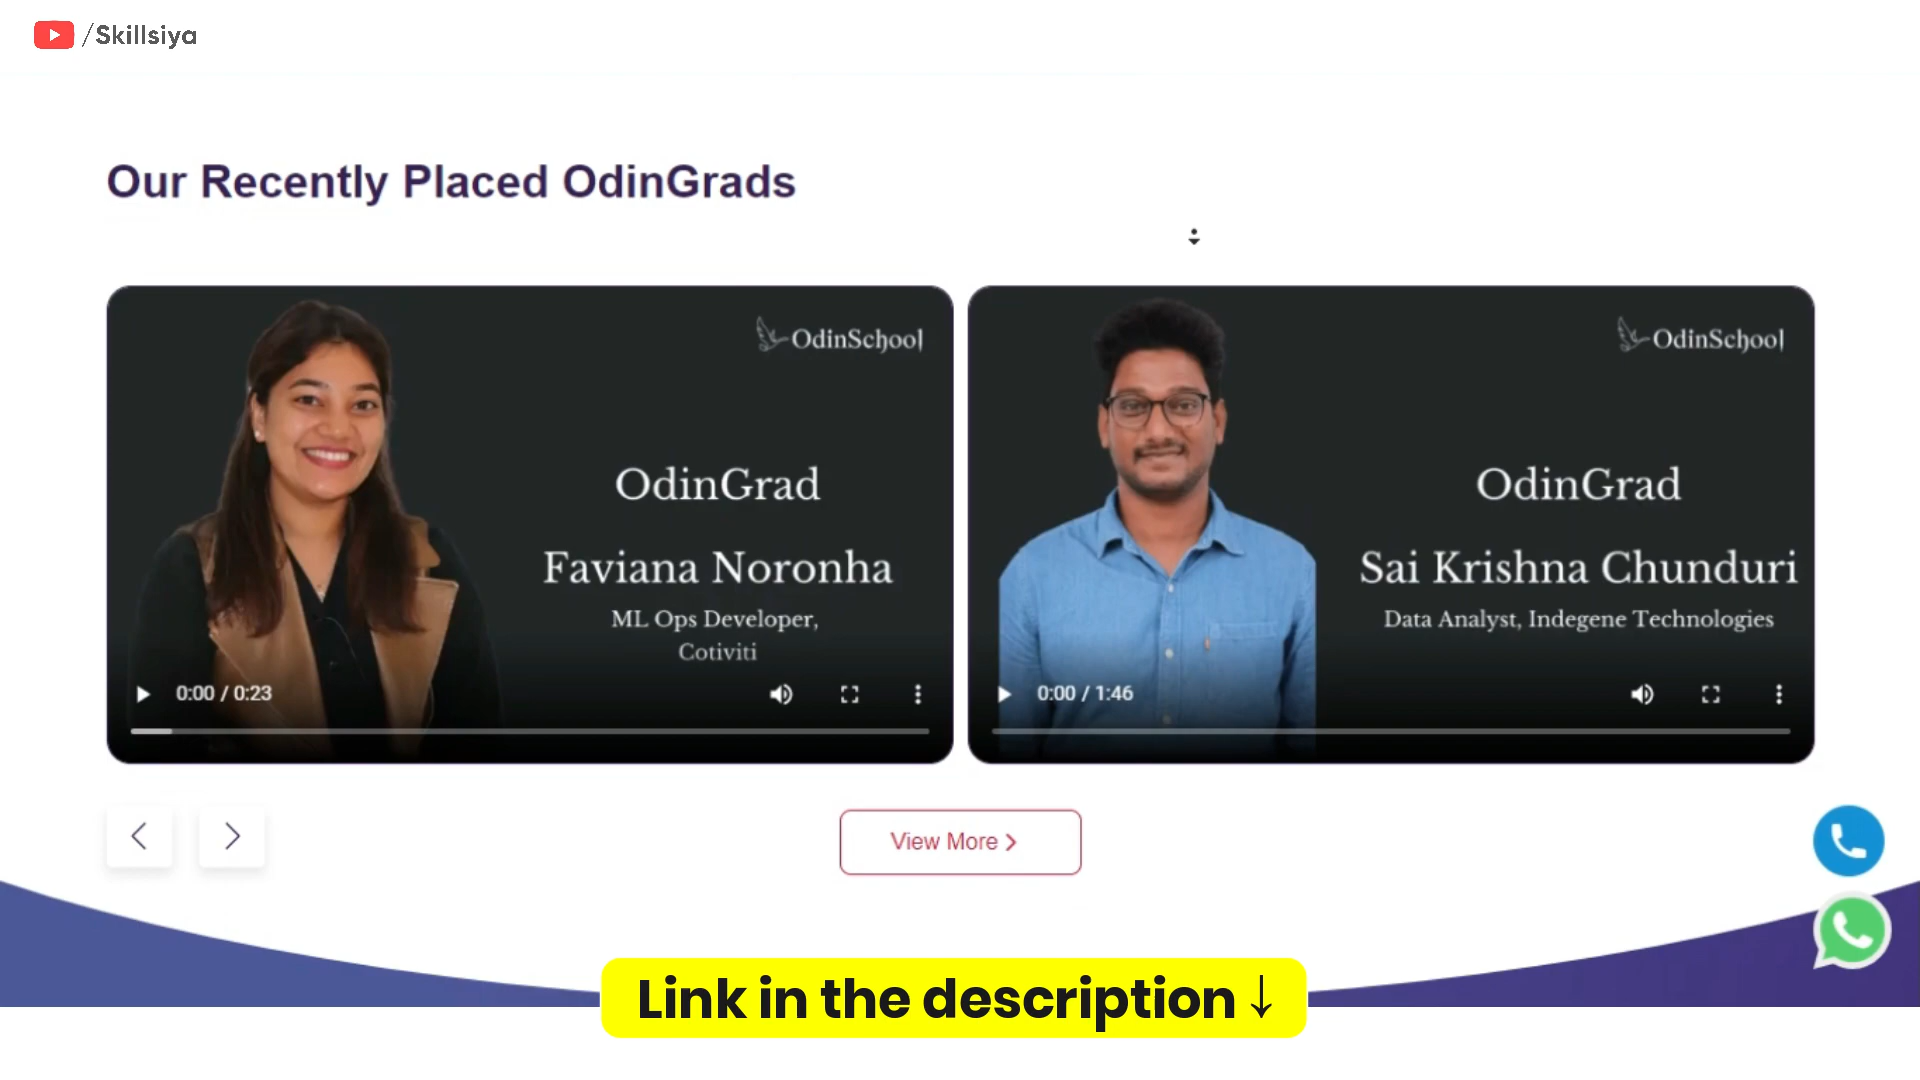 /Skillsiya
Our Recently Placed OdinGrads
OdinSchool
OdinGrad
Faviana Noronha
ML Ops Developer,
Cotiviti
0:00 / 0:23
OdinSchool
OdinGrad
Sai Krishna Chunduri
Data Analyst, Indegene Technologies
0:00 / 1:46
View More
Link in the description ↓